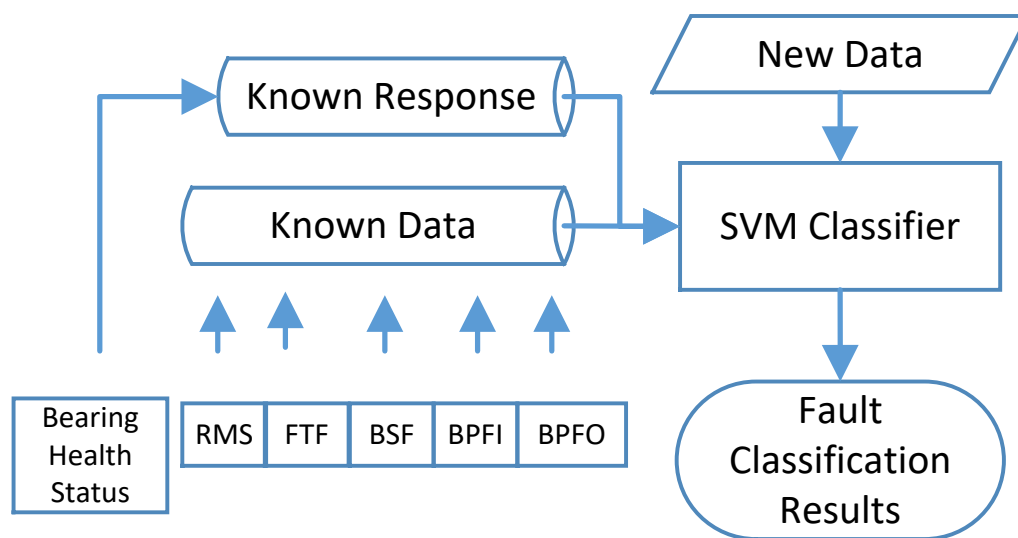 New Data
Known Response
Known Data
SVM Classifier
Bearing
Health
Status
RMS
FTF
BSF
BPFI
BPFO
Fault
Classification
Results